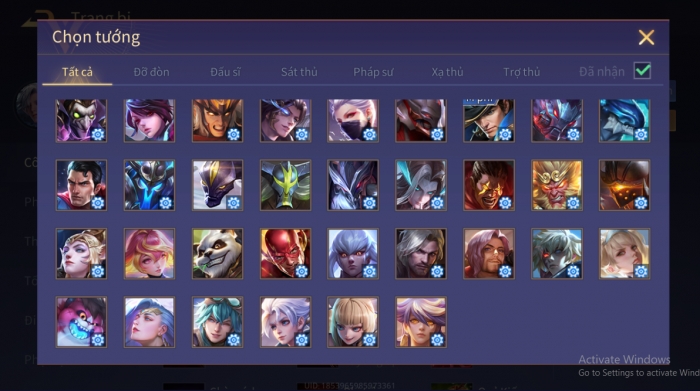 Trang bị
Chọn tướng
Tất cả
Đỡ đòn
Đấu sĩ
Sát thủ
Pháp sư
Xạ thủ
Trợ thủ
Đã nhận
Activate Windows
Go to Settings to activate Wind